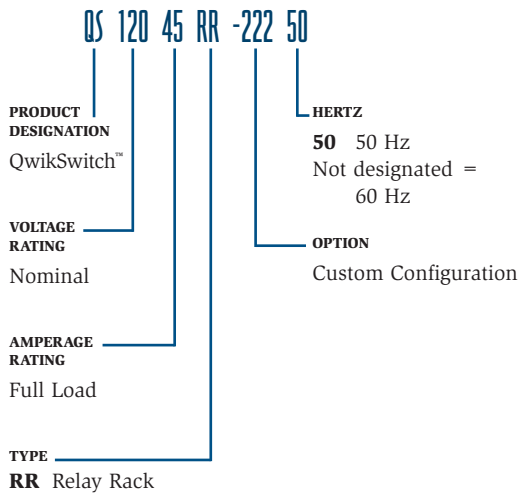 QS 120 45 RR -222 50
PRODUCT
DESIGNATION
QwikSwitch™
VOLTAGE
RATING
Nominal
AMPERAGE
RATING
Full Load
TYPE
RR Relay Rack
HERTZ
50 50 Hz
Not designated =
60 Hz
OPTION
Custom Configuration